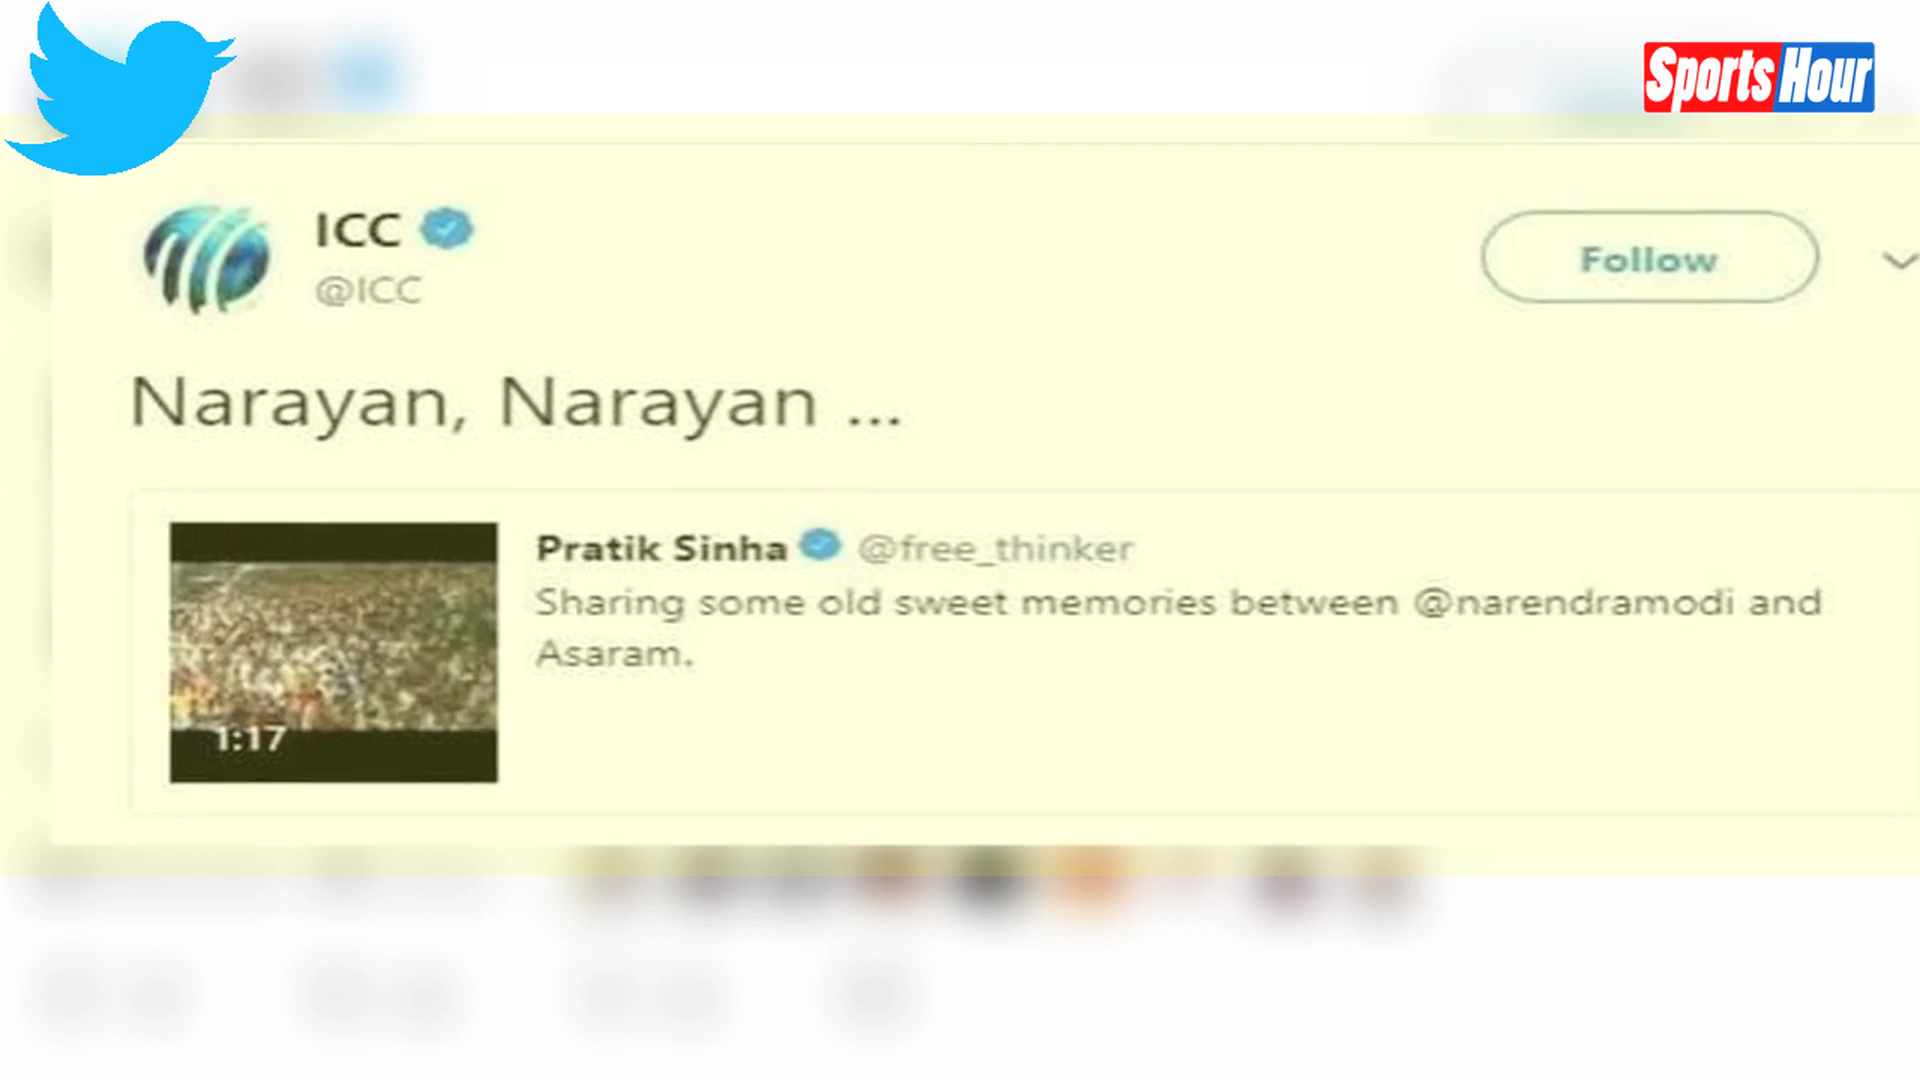 Sports Hour
ICC
@ICC
Follow
Narayan, Narayan ...
Pratik Sinha @free_thinker
Sharing some old sweet memories between @narendramodi and
Asaram.
1:17